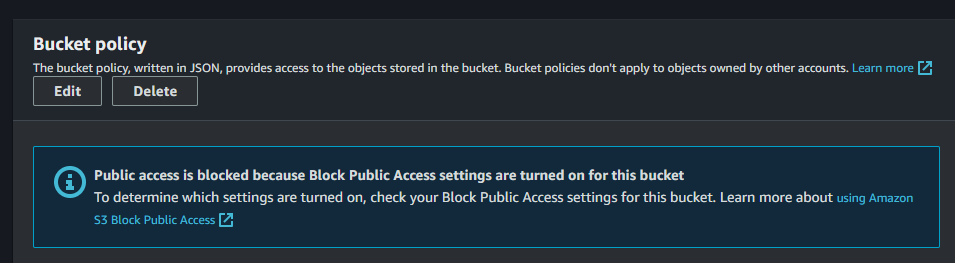 Bucket policy
The bucket policy, written in JSON, provides access to the objects stored in the bucket. Bucket policies don't apply to objects owned by other accounts. Learn more
Edit Delete
Public access is blocked because Block Public Access settings are turned on for this bucket
To determine which settings are turned on, check your Block Public Access settings for this bucket. Learn more about using Amazon
S3 Block Public Access